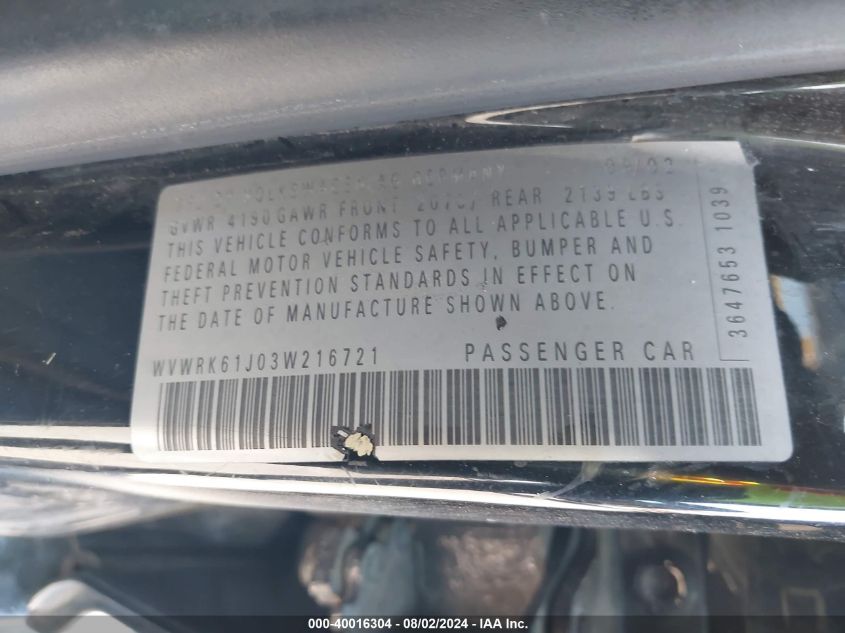 VOLKSWAGEN AG GERMANY
GVWR 4190 GAWR FRONT REAR 2139 LBS
THIS VEHICLE CONFORMS TO ALL APPLICABLE U.S.
FEDERAL MOTOR VEHICLE SAFETY, BUMPER AND
THEFT PREVENTION STANDARDS IN EFFECT ON
THE DATE OF MANUFACTURE SHOWN ABOVE.
WVWRK61J03W216721 PASSENGER CAR
3647653 1039
000-40016304 - 08/02/2024 - IAA Inc.